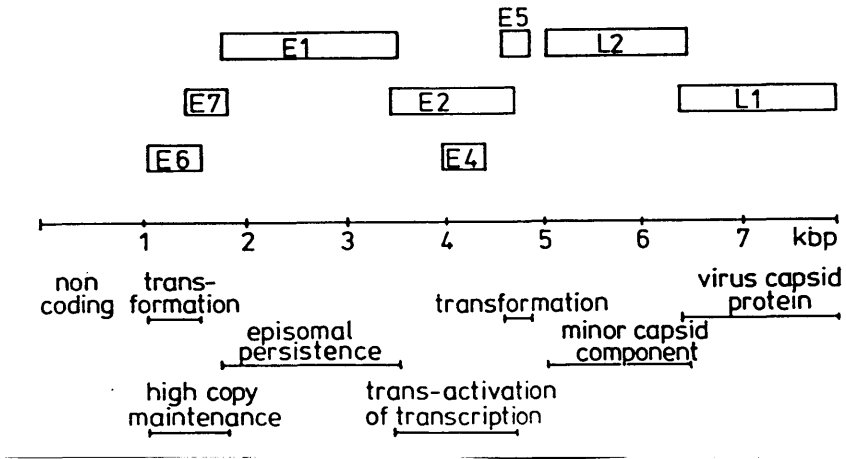 E5
E1
L2
E7
E2
L1
E6
E4
1 2 3 4 5 6 7 kbp
non
coding
trans-
formation
transformation
virus capsid
protein
episomal
persistence
minor capsid
component
high copy
maintenance
trans-activation
of transcription